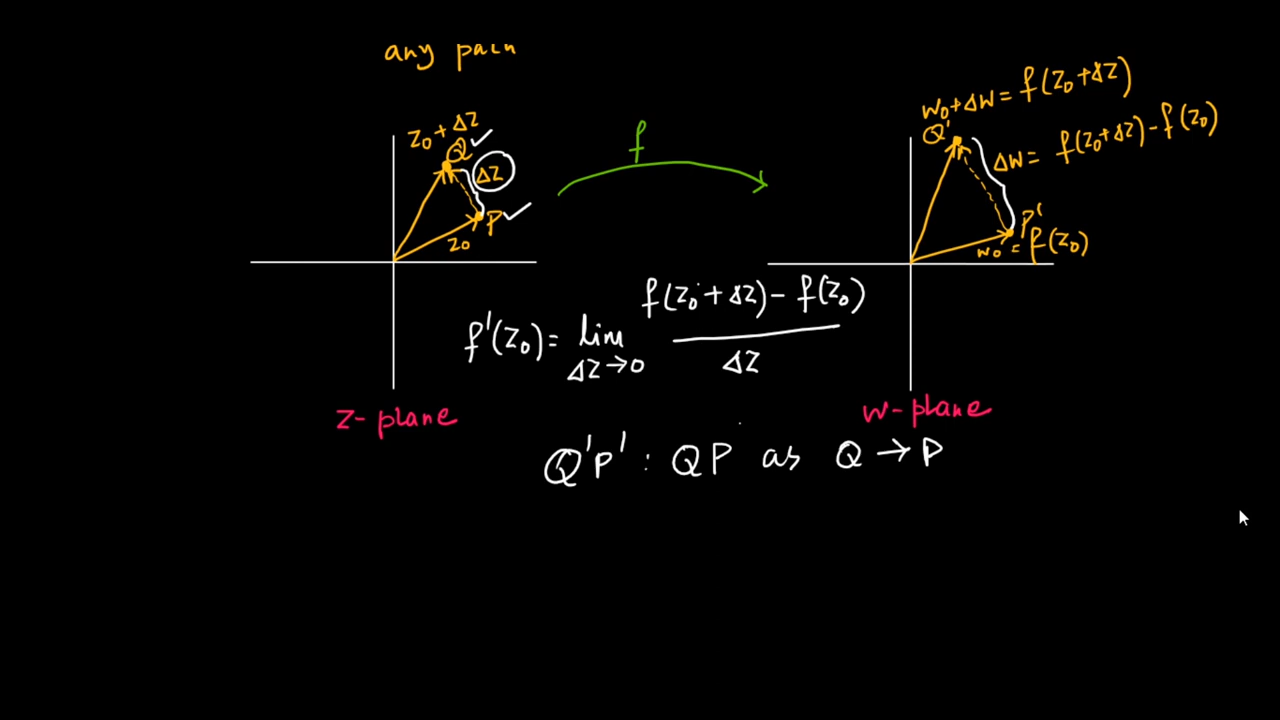 any path
z₀ + Δz
Q
Δz
P
z₀
f
w₀ + Δw = f(z₀ + Δz)
Q'
Δw = f(z₀ + Δz) - f(z₀)
P'
w₀ = f(z₀)
f'(z₀) = lim Δz → 0 f(z₀ + Δz) - f(z₀) / Δz
z-plane
w-plane
Q'P' : QP as Q → P